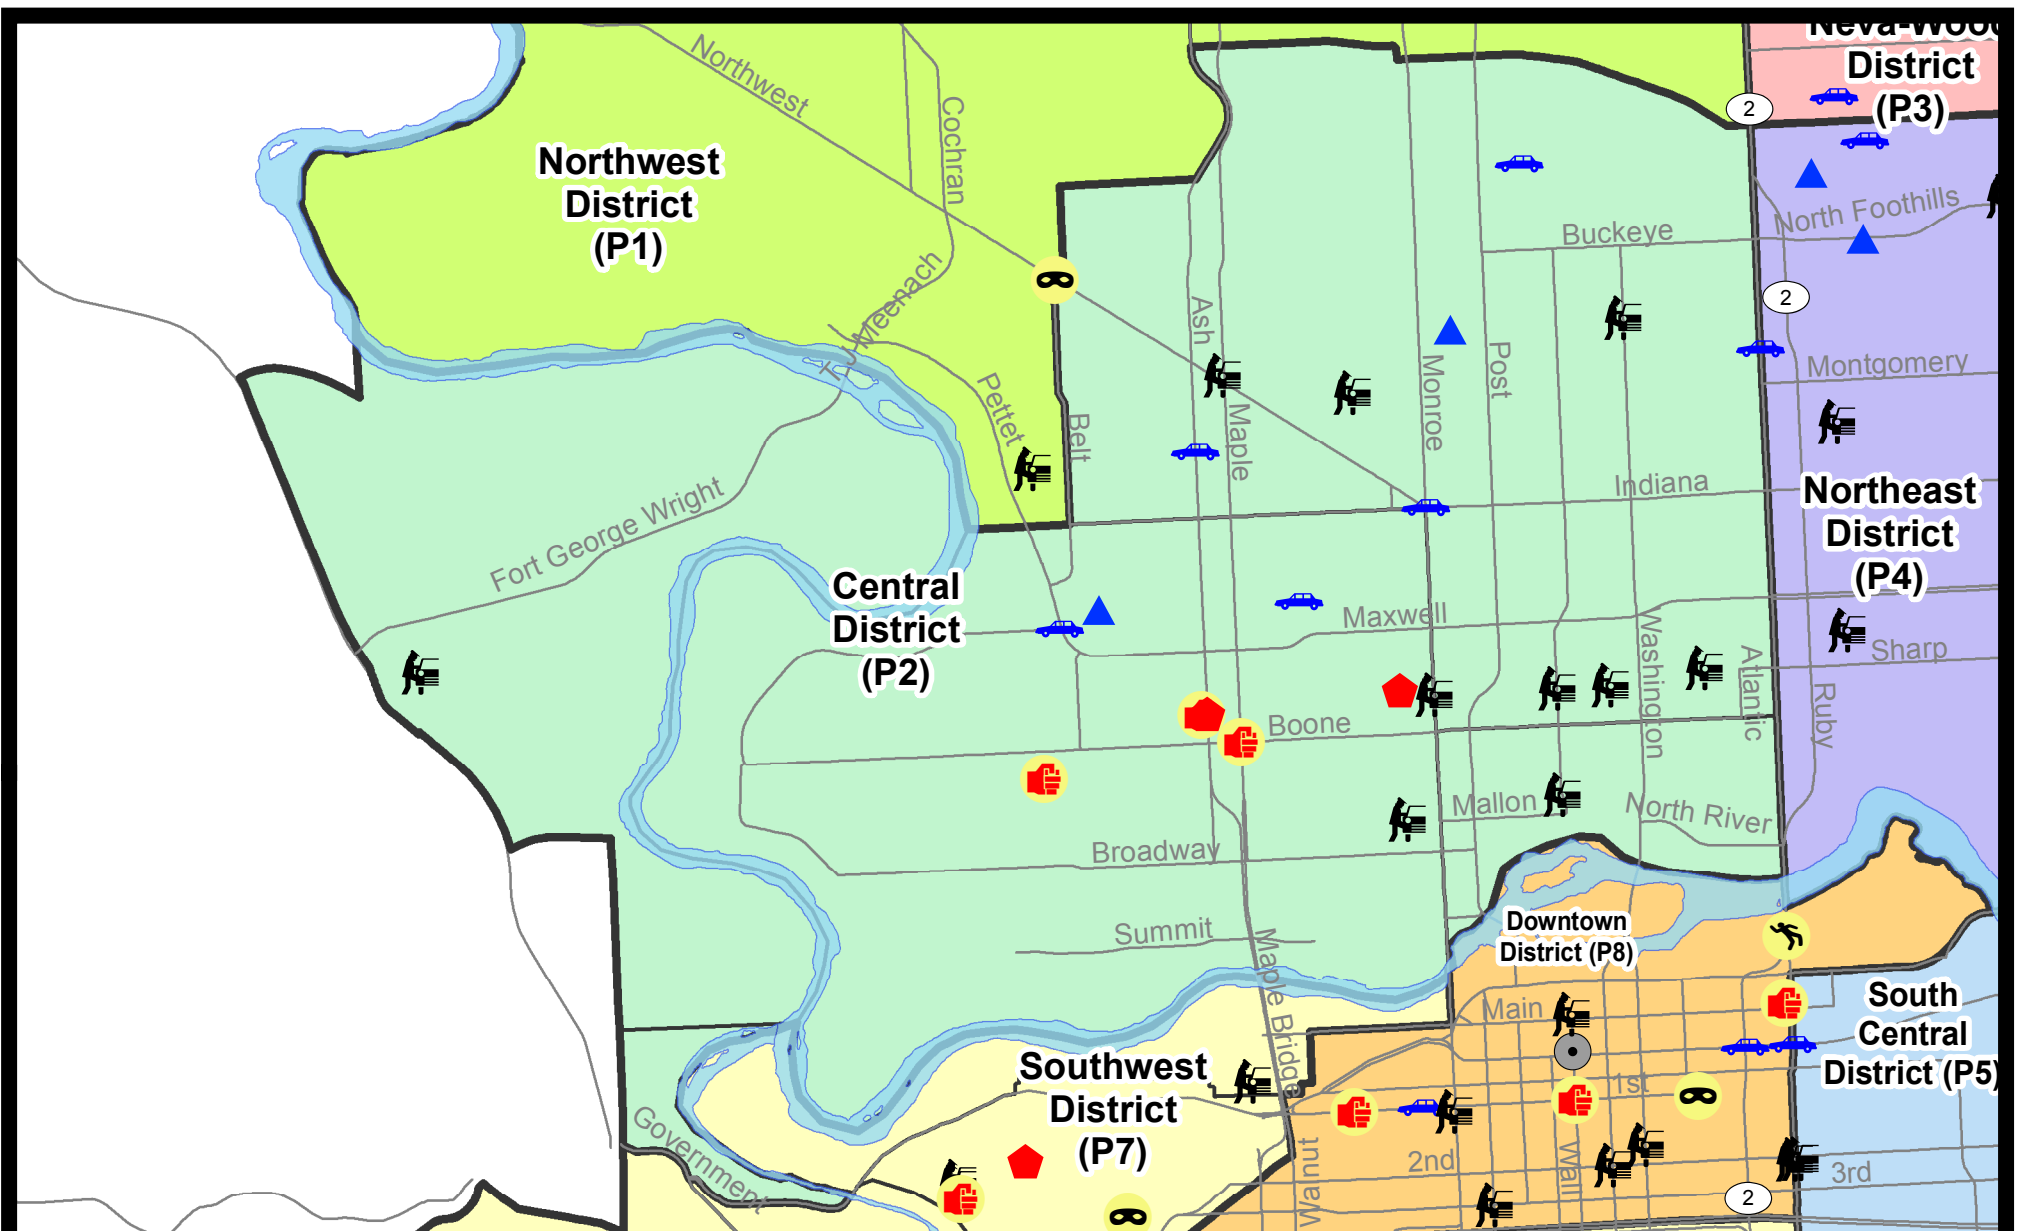 Neva-Wood
District
(P3)
2
Northwest
Cochran
Northwest
District
(P1)
North Foothills
Buckeye
2
T J Meenach
Ash
Montgomery
Monroe
Post
Pettet
Belt
Maple
Fort George Wright
Indiana
Northeast
District
(P4)
Central
District
(P2)
Maxwell
Washington
Sharp
Atlantic
Ruby
Boone
Mallon
North River
Broadway
Downtown
District (P8)
Summit
Maple Bridge
Main
South
Central
District (P5)
Southwest
District
(P7)
1st
Government
Walnut
2nd
Wall
3rd
2